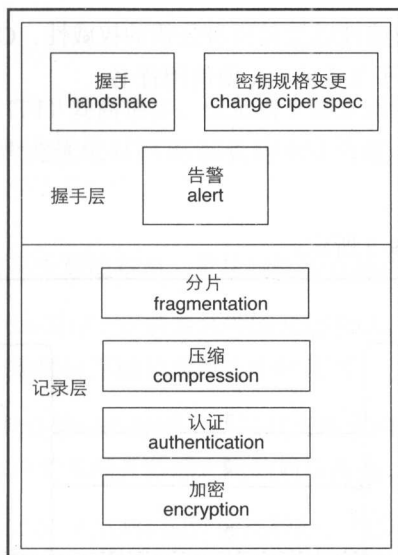 握手
handshake
密钥规格变更
change ciper spec
告警
alert
握手层
分片
fragmentation
压缩
compression
记录层
认证
authentication
加密
encryption